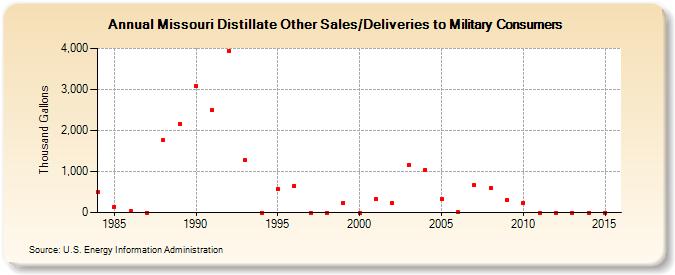 Annual Missouri Distillate Other Sales/Deliveries to Military Consumers
Thousand Gallons
4,000
3,000
2,000
1,000
0
1985 1990 1995 2000 2005 2010 2015
Source: U.S. Energy Information Administration